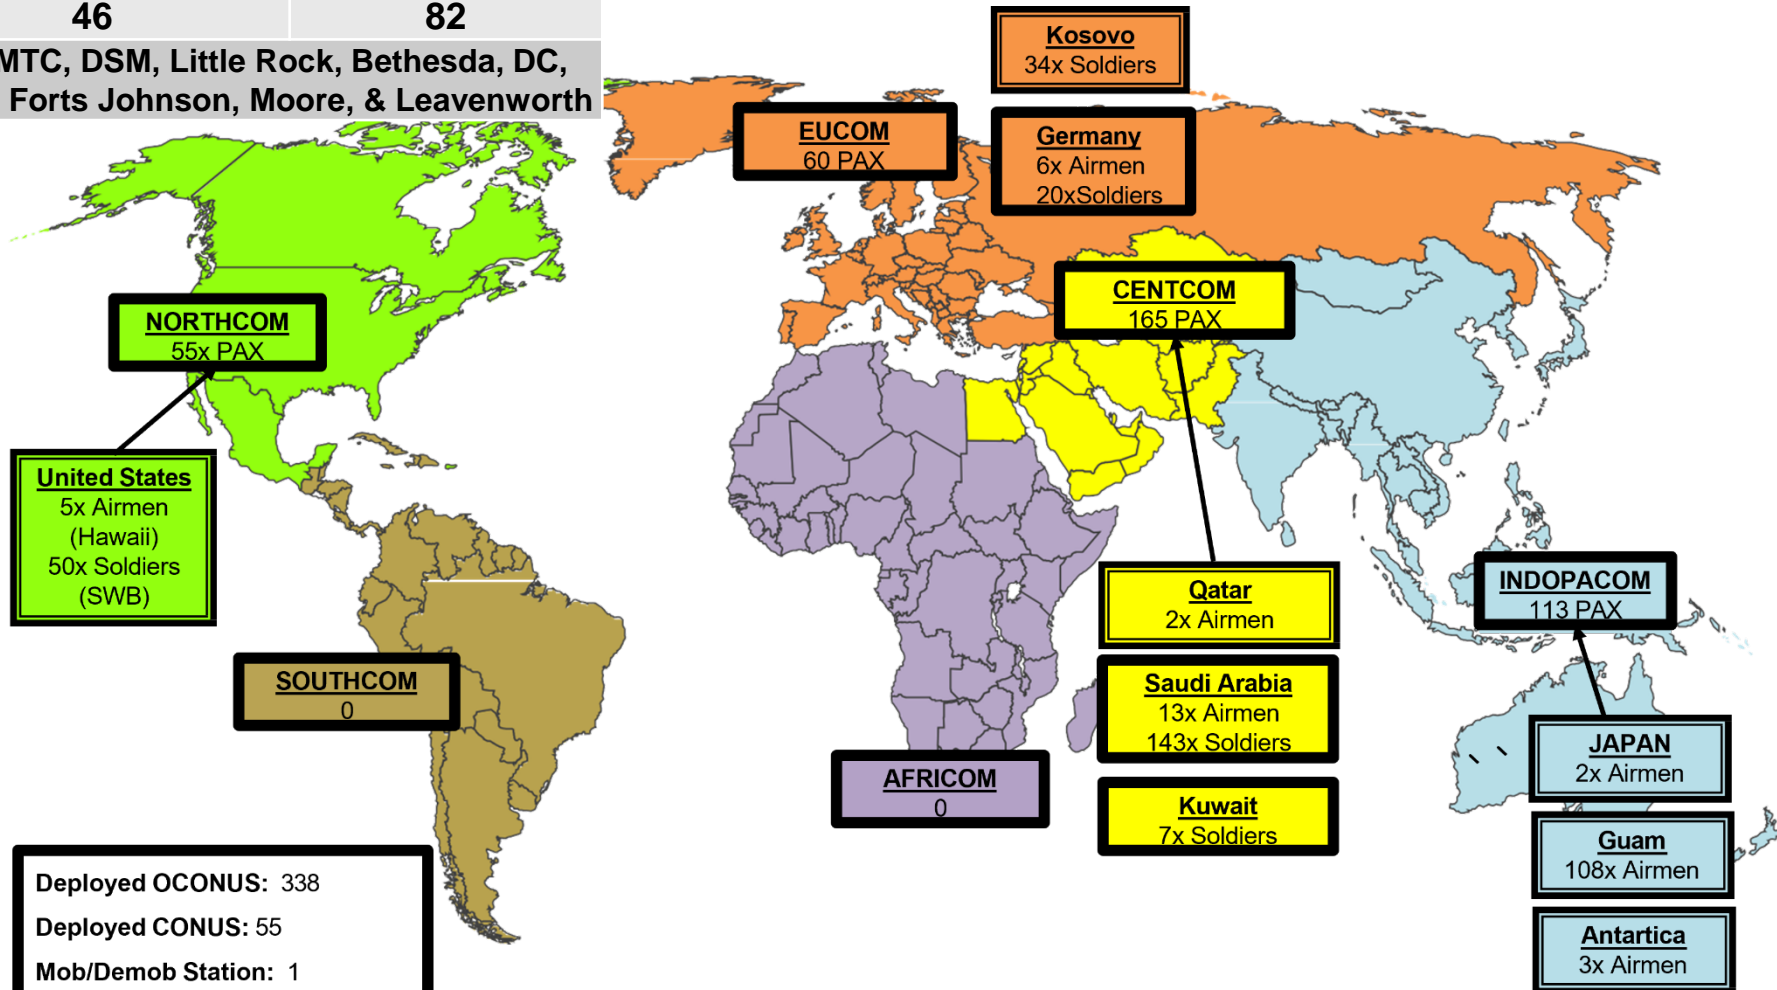 46 82
MTC, DSM, Little Rock, Bethesda, DC,
Forts Johnson, Moore, & Leavenworth
Kosovo
34x Soldiers
EUCOM
60 PAX
Germany
6x Airmen
20xSoldiers
CENTCOM
165 PAX
NORTHCOM
55x PAX
United States
5x Airmen
(Hawaii)
50x Soldiers
(SWB)
Qatar
2x Airmen
INDOPACOM
113 PAX
SOUTHCOM
0
Saudi Arabia
13x Airmen
143x Soldiers
JAPAN
2x Airmen
AFRICOM
0
Kuwait
7x Soldiers
Guam
108x Airmen
Antartica
3x Airmen
Deployed OCONUS: 338
Deployed CONUS: 55
Mob/Demob Station: 1